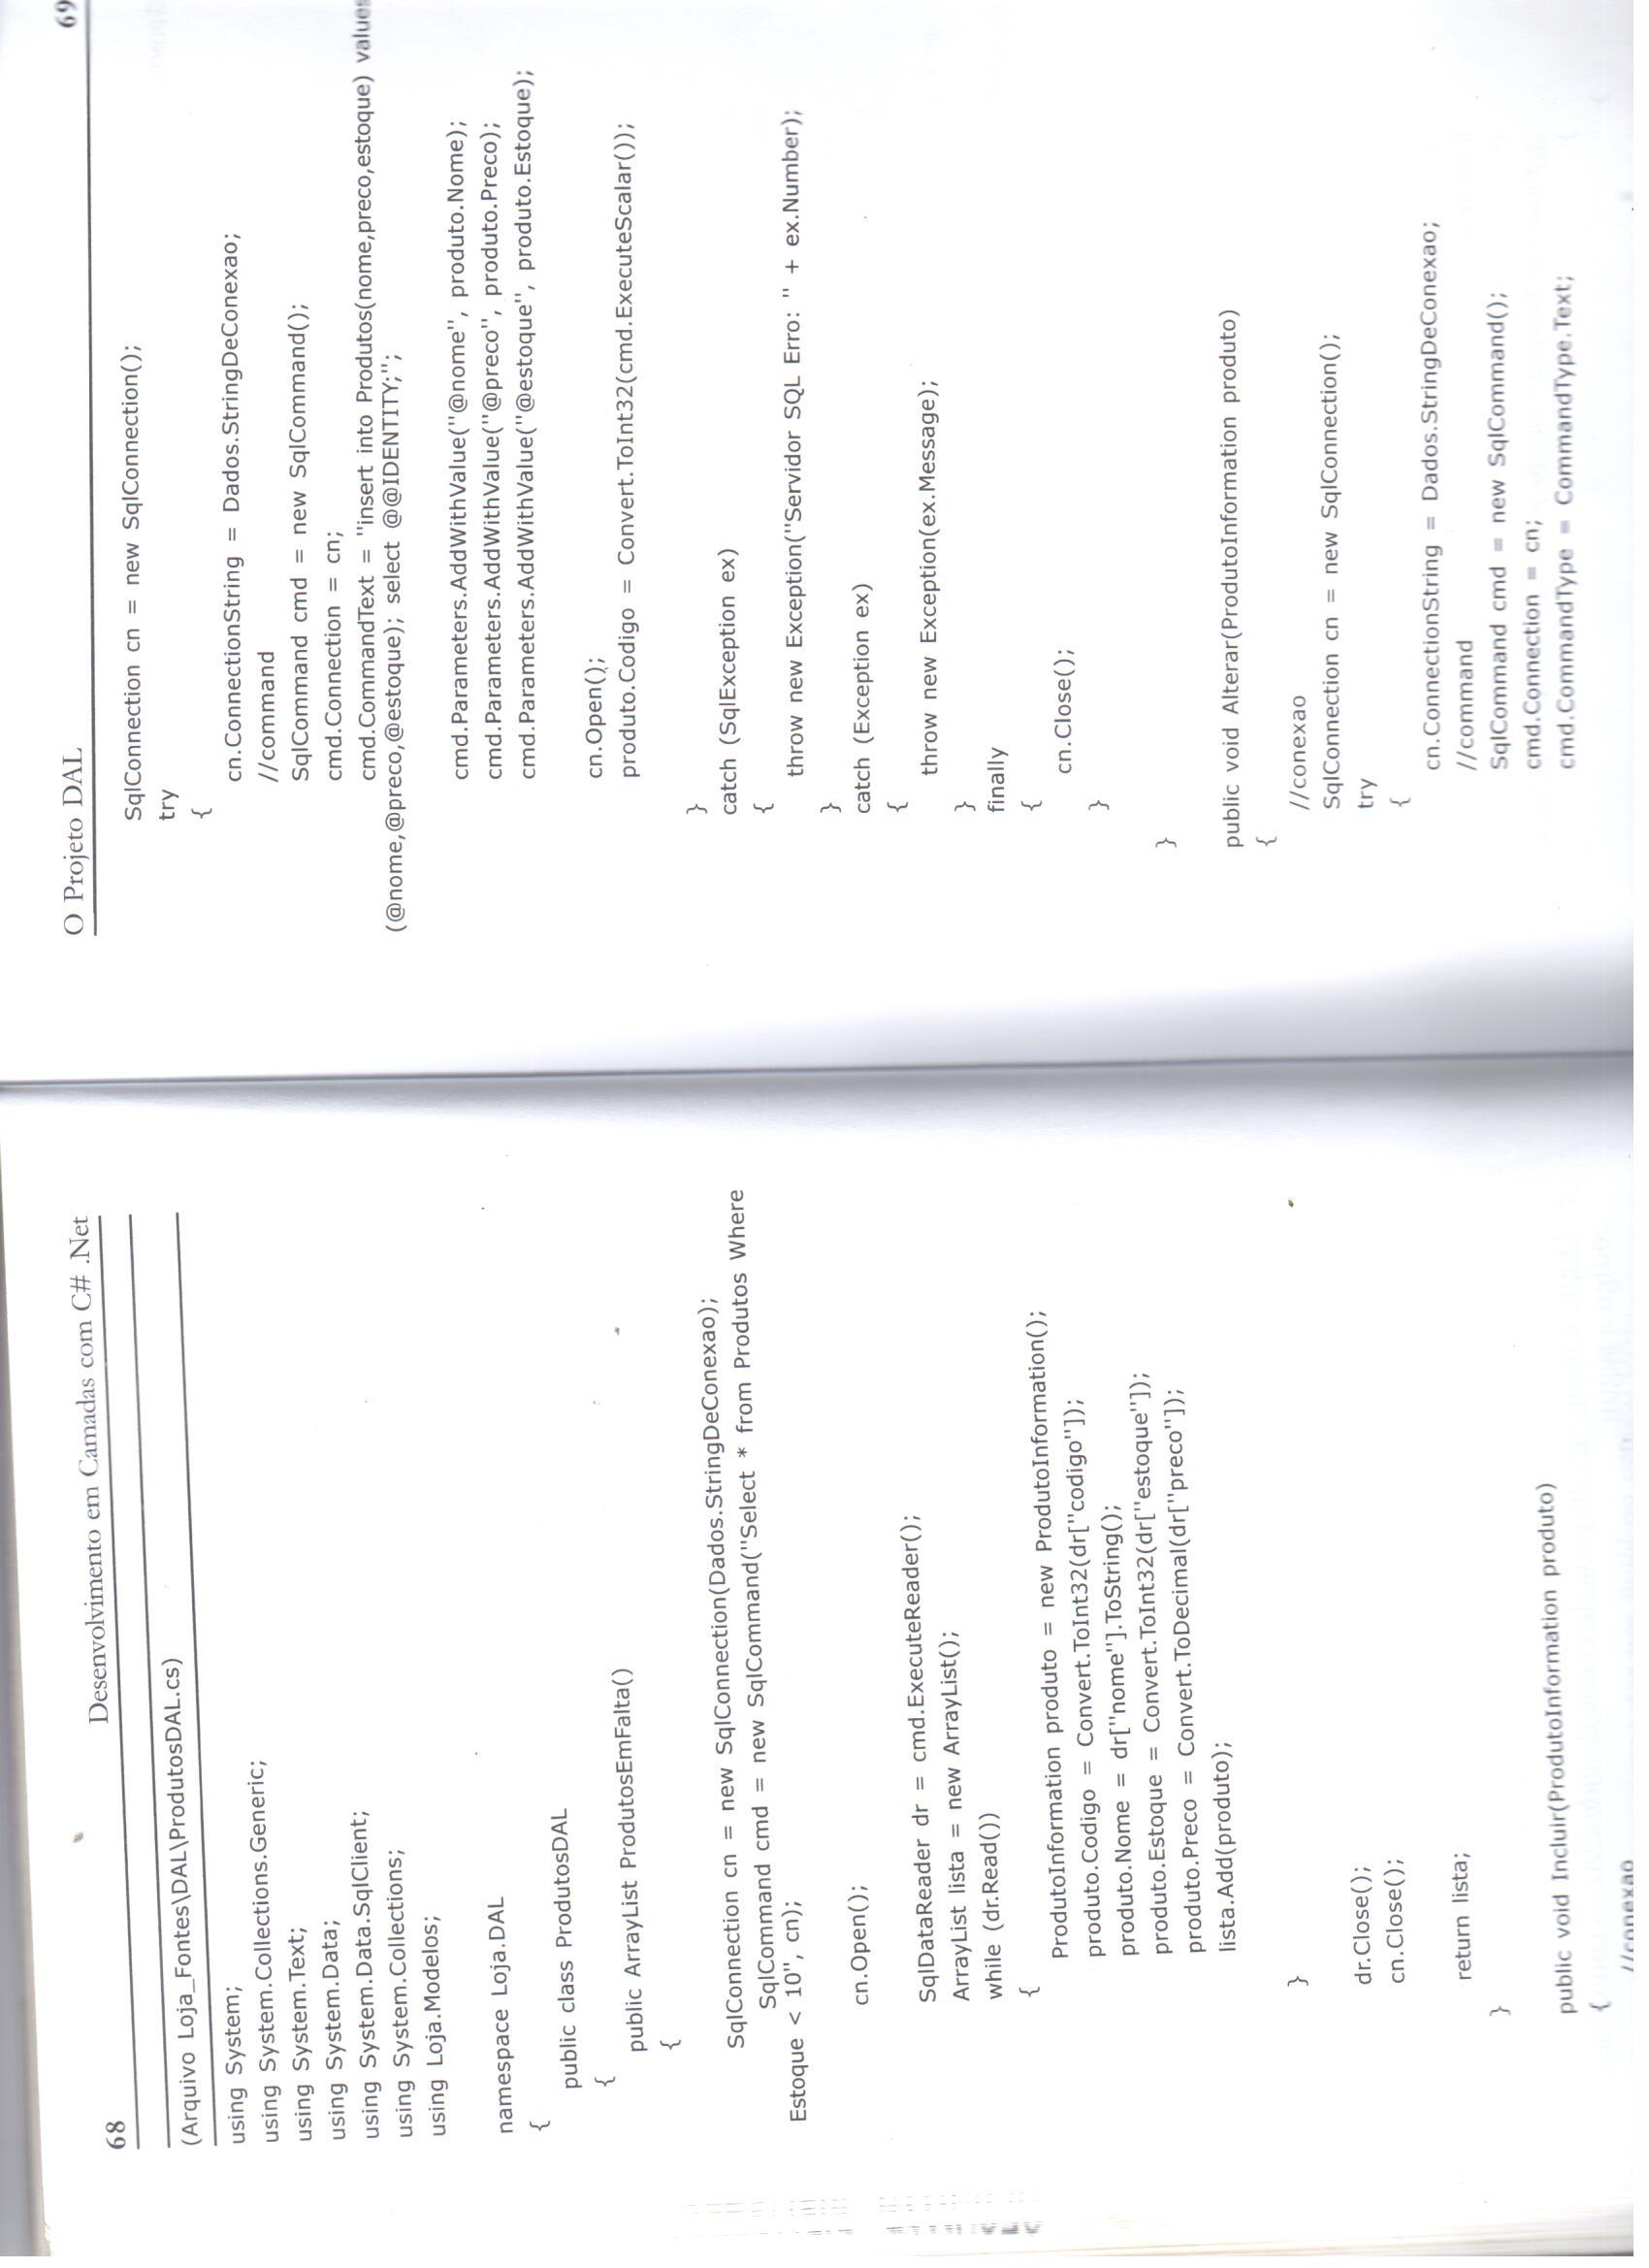 68
Desenvolvimento em Camadas com C# .Net
(Arquivo Loja_Fontes\DAL\ProdutosDAL.cs)
using System;
using System.Collections.Generic;
using System.Text;
using System.Data;
using System.Data.SqlClient;
using System.Collections;
using Loja.Modelos;
namespace Loja.DAL
{
public class ProdutosDAL
{
public ArrayList ProdutosEmFalta()
{
SqlConnection cn = new SqlConnection(Dados.StringDeConexao);
SqlCommand cmd = new SqlCommand("Select * from Produtos Where
Estoque < 10", cn);
cn.Open();
SqlDataReader dr = cmd.ExecuteReader();
ArrayList lista = new ArrayList();
while (dr.Read())
{
ProdutoInformation produto = new ProdutoInformation();
produto.Codigo = Convert.ToInt32(dr["codigo"]);
produto.Nome = dr["nome"].ToString();
produto.Estoque = Convert.ToInt32(dr["estoque"]);
produto.Preco = Convert.ToDecimal(dr["preco"]);
lista.Add(produto);
}
dr.Close();
cn.Close();
return lista;
}
public void Incluir(ProdutoInformation produto)
{
//conexao
O Projeto DAL
69
SqlConnection cn = new SqlConnection();
try
{
cn.ConnectionString = Dados.StringDeConexao;
//command
SqlCommand cmd = new SqlCommand();
cmd.Connection = cn;
cmd.CommandText = "insert into Produtos(nome,preco,estoque) values
(@nome,@preco,@estoque); select @@IDENTITY;";
cmd.Parameters.AddWithValue("@nome", produto.Nome);
cmd.Parameters.AddWithValue("@preco", produto.Preco);
cmd.Parameters.AddWithValue("@estoque", produto.Estoque);
cn.Open();
produto.Codigo = Convert.ToInt32(cmd.ExecuteScalar());
}
catch (SqlException ex)
{
throw new Exception("Servidor SQL Erro: " + ex.Number);
}
catch (Exception ex)
{
throw new Exception(ex.Message);
}
finally
{
cn.Close();
}
}
public void Alterar(ProdutoInformation produto)
{
//conexao
SqlConnection cn = new SqlConnection();
try
{
cn.ConnectionString = Dados.StringDeConexao;
//command
SqlCommand cmd = new SqlCommand();
cmd.Connection = cn;
cmd.CommandType = CommandType.Text;